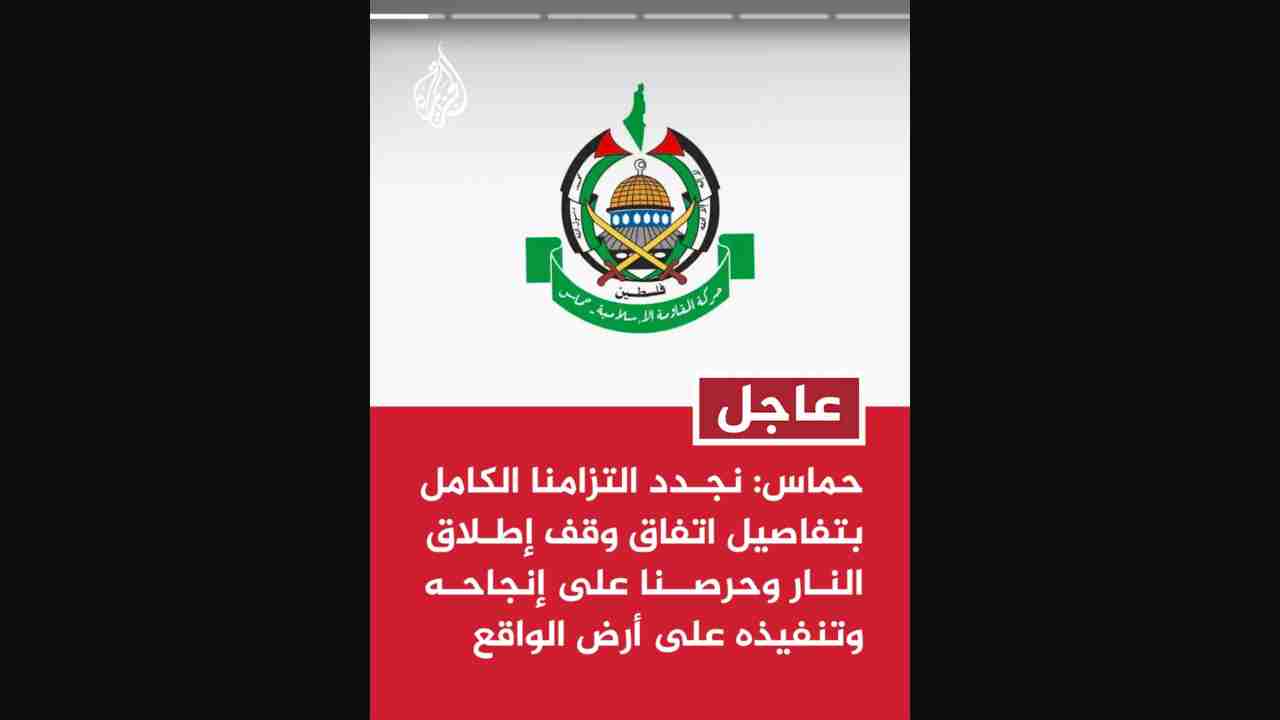 الجزيرة
فلسطين
حركة المقاومة الإسلامية - حماس
عاجل
حماس: نجدد التزامنا الكامل
بتفاصيل اتفاق وقف إطلاق
النار وحرصنا على إنجاحه
وتنفيذه على أرض الواقع